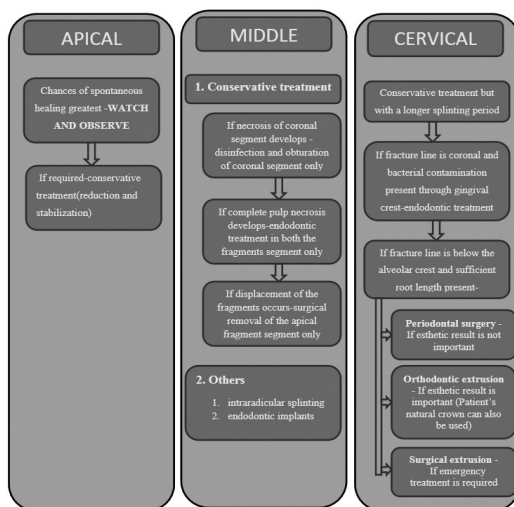 APICAL
Chances of spontaneous
healing greatest -WATCH
AND OBSERVE
If required-conservative
treatment(reduction and
stabilization)
MIDDLE
1. Conservative treatment
If necrosis of coronal
segment develops -
disinfection and obturation
of coronal segment only
If complete pulp necrosis
develops-endodontic
treatment in both the
fragments segment only
If displacement of the
fragments occurs-surgical
removal of the apical
fragment segment only
2. Others
1. intraradicular splinting
2. endodontic implants
CERVICAL
Conservative treatment but
with a longer splinting
period
If fracture line is coronal and
bacterial contamination
present through gingival
crest-endodontic treatment
If fracture line is below the
alveolar crest and sufficient
root length present-
Periodontal surgery -
If esthetic result is not
important
Orthodontic extrusion
- If esthetic result is
important (Patient's
natural crown can also
be used)
Surgical extrusion -
If emergency
treatment is required